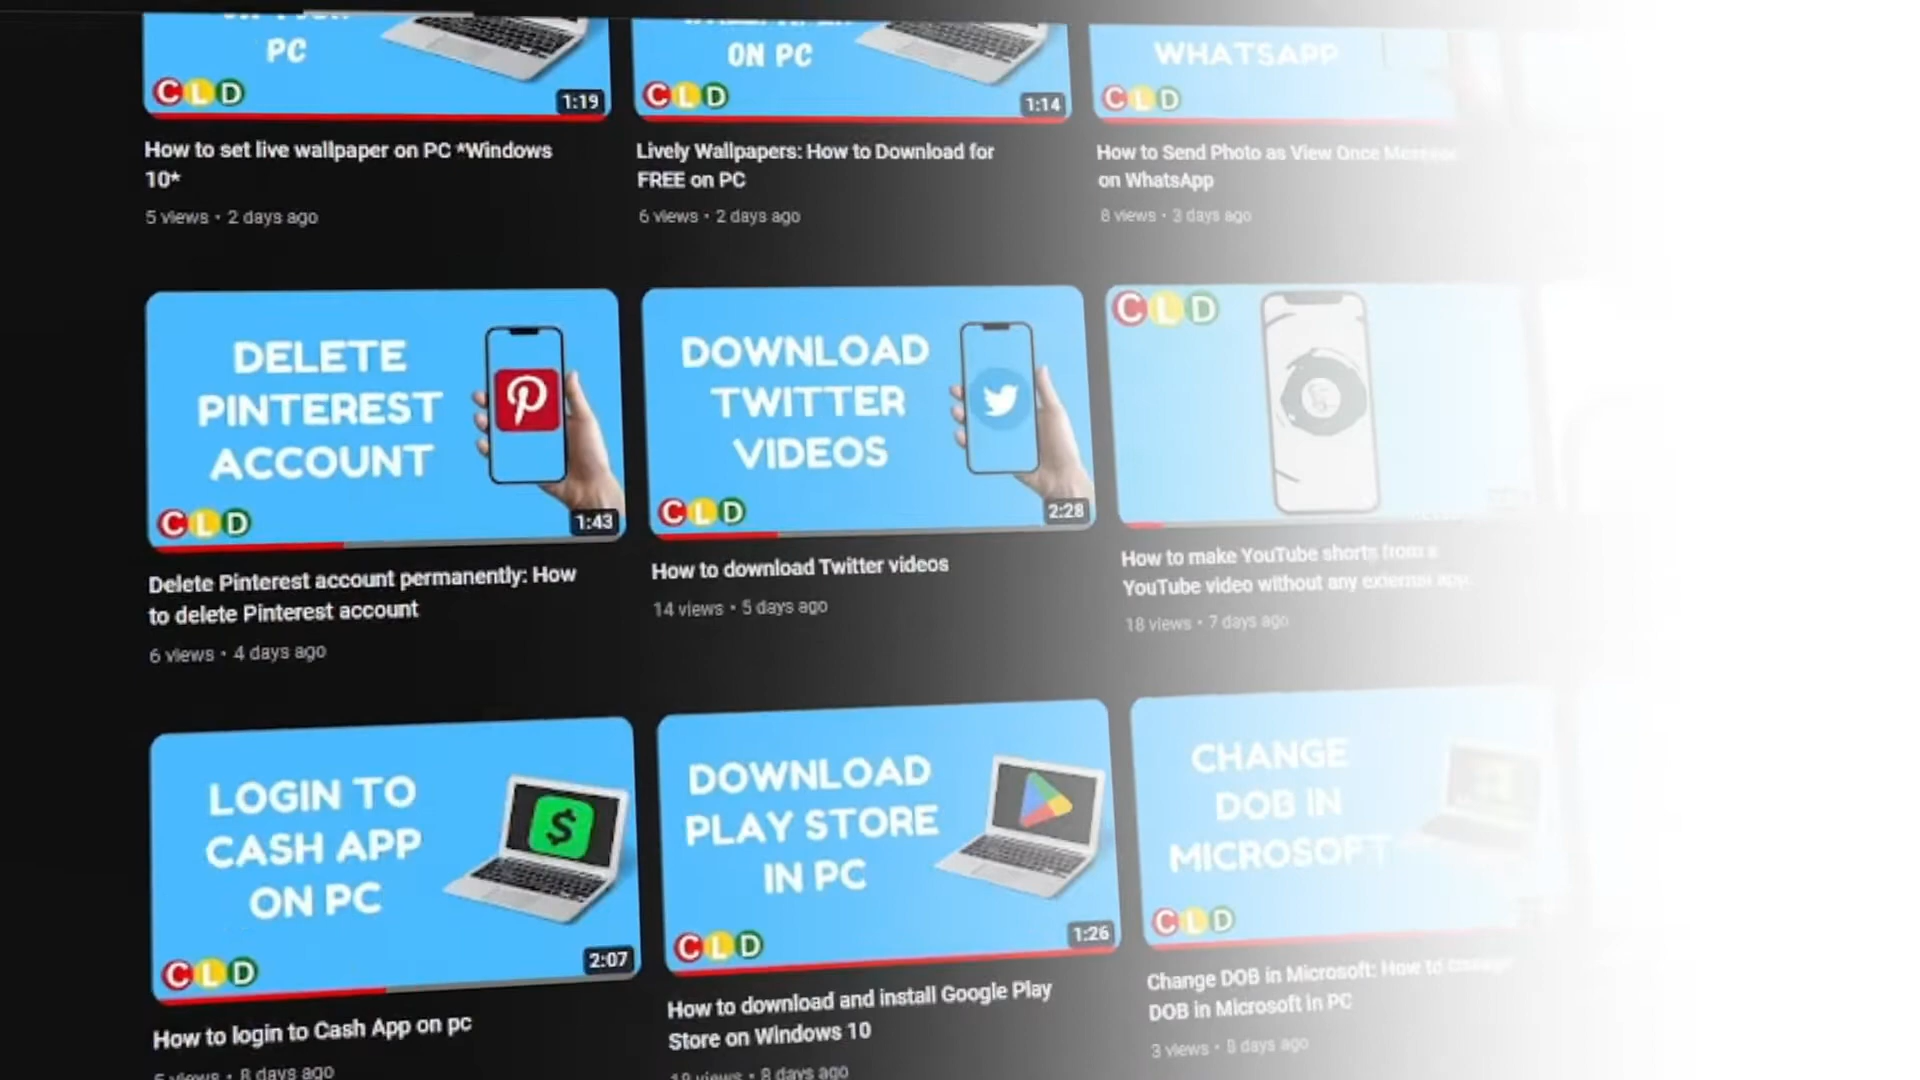 PC
ON PC
WHATSAPP
CLD
1:19
CLD
1:14
CLD
How to set live wallpaper on PC *Windows
10*
5 views • 2 days ago
Lively Wallpapers: How to Download for
FREE on PC
6 views • 2 days ago
How to Send Photo as View Once
on WhatsApp
8 views • 3 days ago
DELETE
PINTEREST
ACCOUNT
CLD
1:43
DOWNLOAD
TWITTER
VIDEOS
CLD
2:28
CLD
Delete Pinterest account permanently: How
to delete Pinterest account
6 views • 4 days ago
How to download Twitter videos
14 views • 5 days ago
How to make YouTube shorts from a
YouTube video without any external app
18 views • 7 days ago
LOGIN TO
CASH APP
ON PC
CLD
2:07
DOWNLOAD
PLAY STORE
IN PC
CLD
1:26
CHANGE
DOB IN
MICROSOFT
CLD
How to login to Cash App on pc
8 days ago
How to download and install Google Play
Store on Windows 10
8 days ago
Change DOB in Microsoft: How to
DOB in Microsoft in PC
3 views • 8 days ago